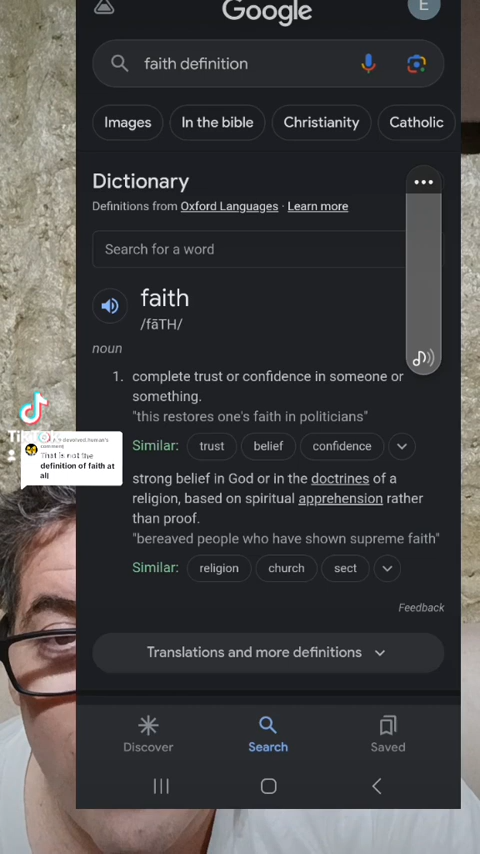 Google
E
faith definition
Images
In the bible
Christianity
Catholic
Dictionary
Definitions from Oxford Languages · Learn more
Search for a word
faith
/fāTH/
noun
1. complete trust or confidence in someone or
something.
"this restores one's faith in politicians"
Similar: trust belief confidence
strong belief in God or in the doctrines of a
religion, based on spiritual apprehension rather
than proof.
"bereaved people who have shown supreme faith"
Similar: religion church sect
Feedback
Translations and more definitions
Discover
Search
Saved
TikTok
comment
That is not the
definition of faith at
all